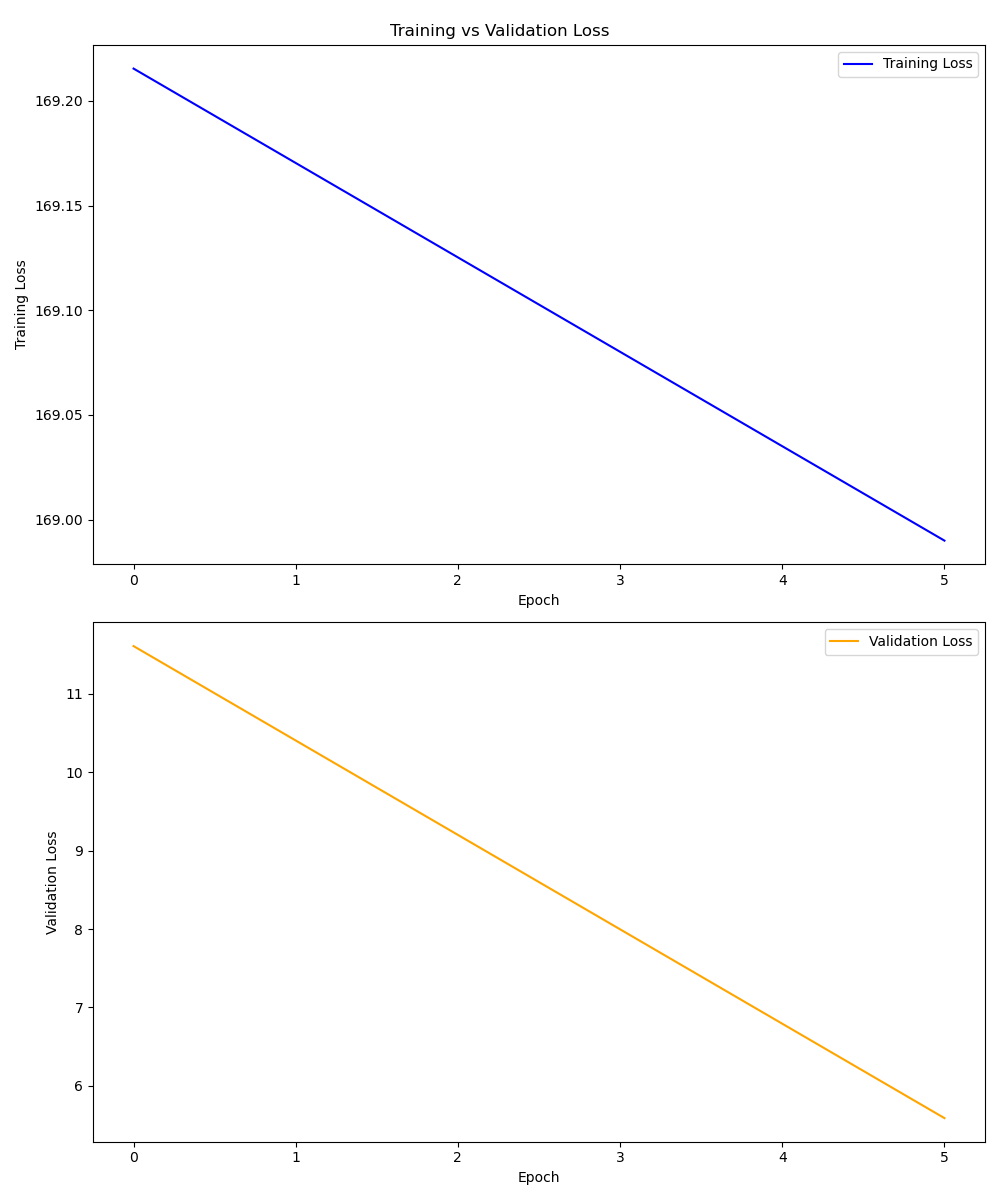 Training vs Validation Loss
Training Loss
169.20
169.15
169.10
169.05
169.00
Training Loss
0 1 2 3 4 5
Epoch
Validation Loss
11
10
9
8
7
6
Validation Loss
0 1 2 3 4 5
Epoch